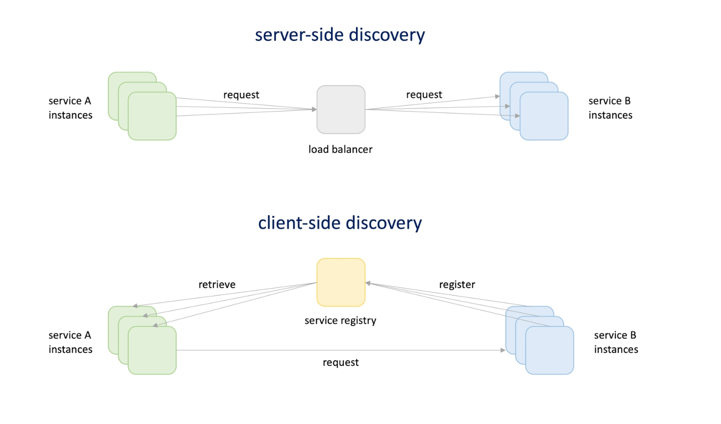 server-side discovery
service A
instances
request
request
service B
instances
load balancer
client-side discovery
retrieve
register
service registry
service A
instances
service B
instances
request